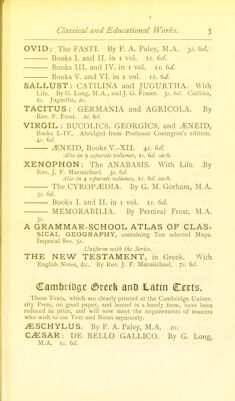 Classical and Educational Works. 3
OVID: The FASTI. By F. A. Paley, M.A. 3s. 6d.
——— Books I. and II. in 1 vol. 1s. 6d.
——— Books III. and IV. in 1 vol. 1s. 6d.
——— Books V. and VI. in 1 vol. 1s. 6d.
SALLUST: CATILINA and JUGURTHA. With
Life. By G. Long, M.A., and J. G. Frazer. 3s. 6d. Catilina,
2s. Jugurtha, 2s.
TACITUS: GERMANIA and AGRICOLA. By
Rev. P. Frost. 2s. 6d.
VIRGIL: BUCOLICS, GEORGICS, and ÆNEID,
Books I.-IV. Abridged from Professor Conington's edition.
4s. 6d.
——— ÆNEID, Books V.-XII. 4s. 6d.
Also in 9 separate volumes, 1s. 6d. each.
XENOPHON: The ANABASIS. With Life. By
Rev. J. F. Macmichael. 3s. 6d.
Also in 4 separate volumes, 1s. 6d. each.
——— The CYROPÆDIA. By G. M. Gorham, M.A.
3s. 6d.
——— Books I. and II. in 1 vol. 1s. 6d.
——— MEMORABILIA. By Percival Frost, M.A.
3s.
A GRAMMAR-SCHOOL ATLAS OF CLAS-
SICAL GEOGRAPHY, containing Ten selected Maps.
Imperial 8vo. 5s.
Uniform with the Series.
THE NEW TESTAMENT, in Greek. With
English Notes, &c. By Rev. J. F. Macmichael. 7s. 6d.
Cambridge Greek and Latin Texts.
These Texts, which are clearly printed at the Cambridge Univer-
sity Press, on good paper, and bound in a handy form, have been
reduced in price, and will now meet the requirements of masters
who wish to use Text and Notes separately.
ÆSCHYLUS. By F. A. Paley, M.A. 2s.
CÆSAR: DE BELLO GALLICO. By G. Long,
M.A. 1s. 6d.